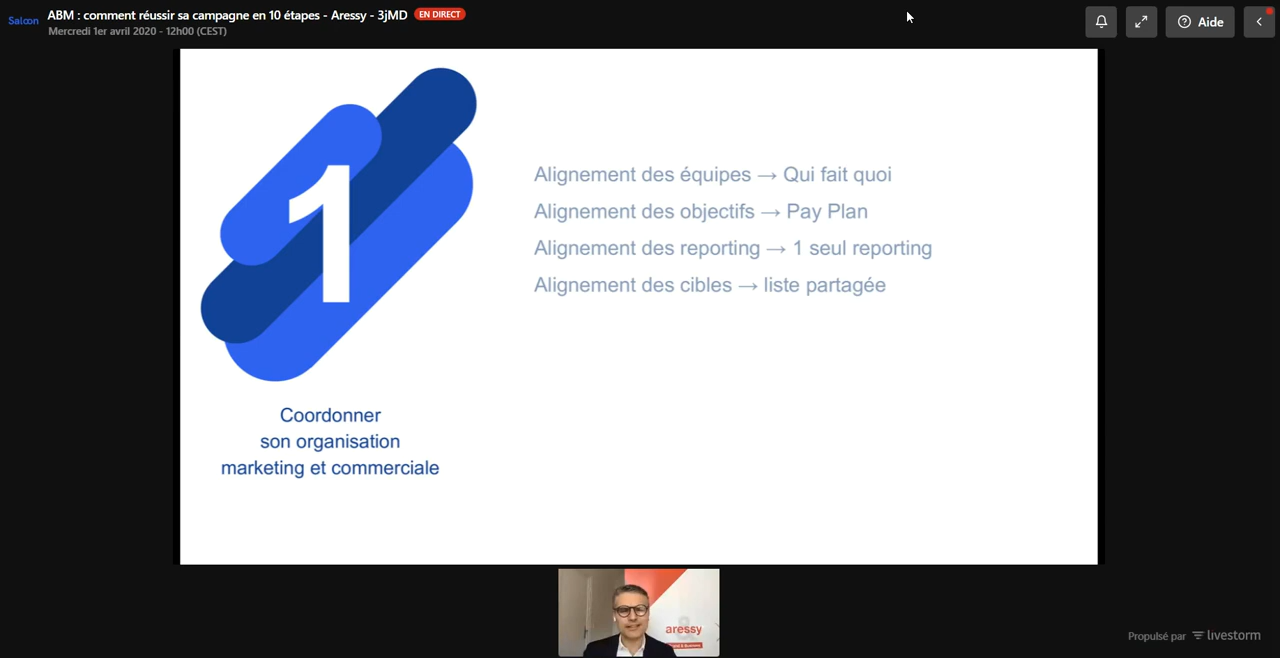 Saloon
ABM : comment réussir sa campagne en 10 étapes - Aressy - 3jMD EN DIRECT
Mercredi 1er avril 2020 - 12h00 (CEST)
Aide
1
Alignement des équipes → Qui fait quoi
Alignement des objectifs → Pay Plan
Alignement des reporting → 1 seul reporting
Alignement des cibles → liste partagée
Coordonner
son organisation
marketing et commerciale
&
aressy
& Business
Propulsé par livestorm